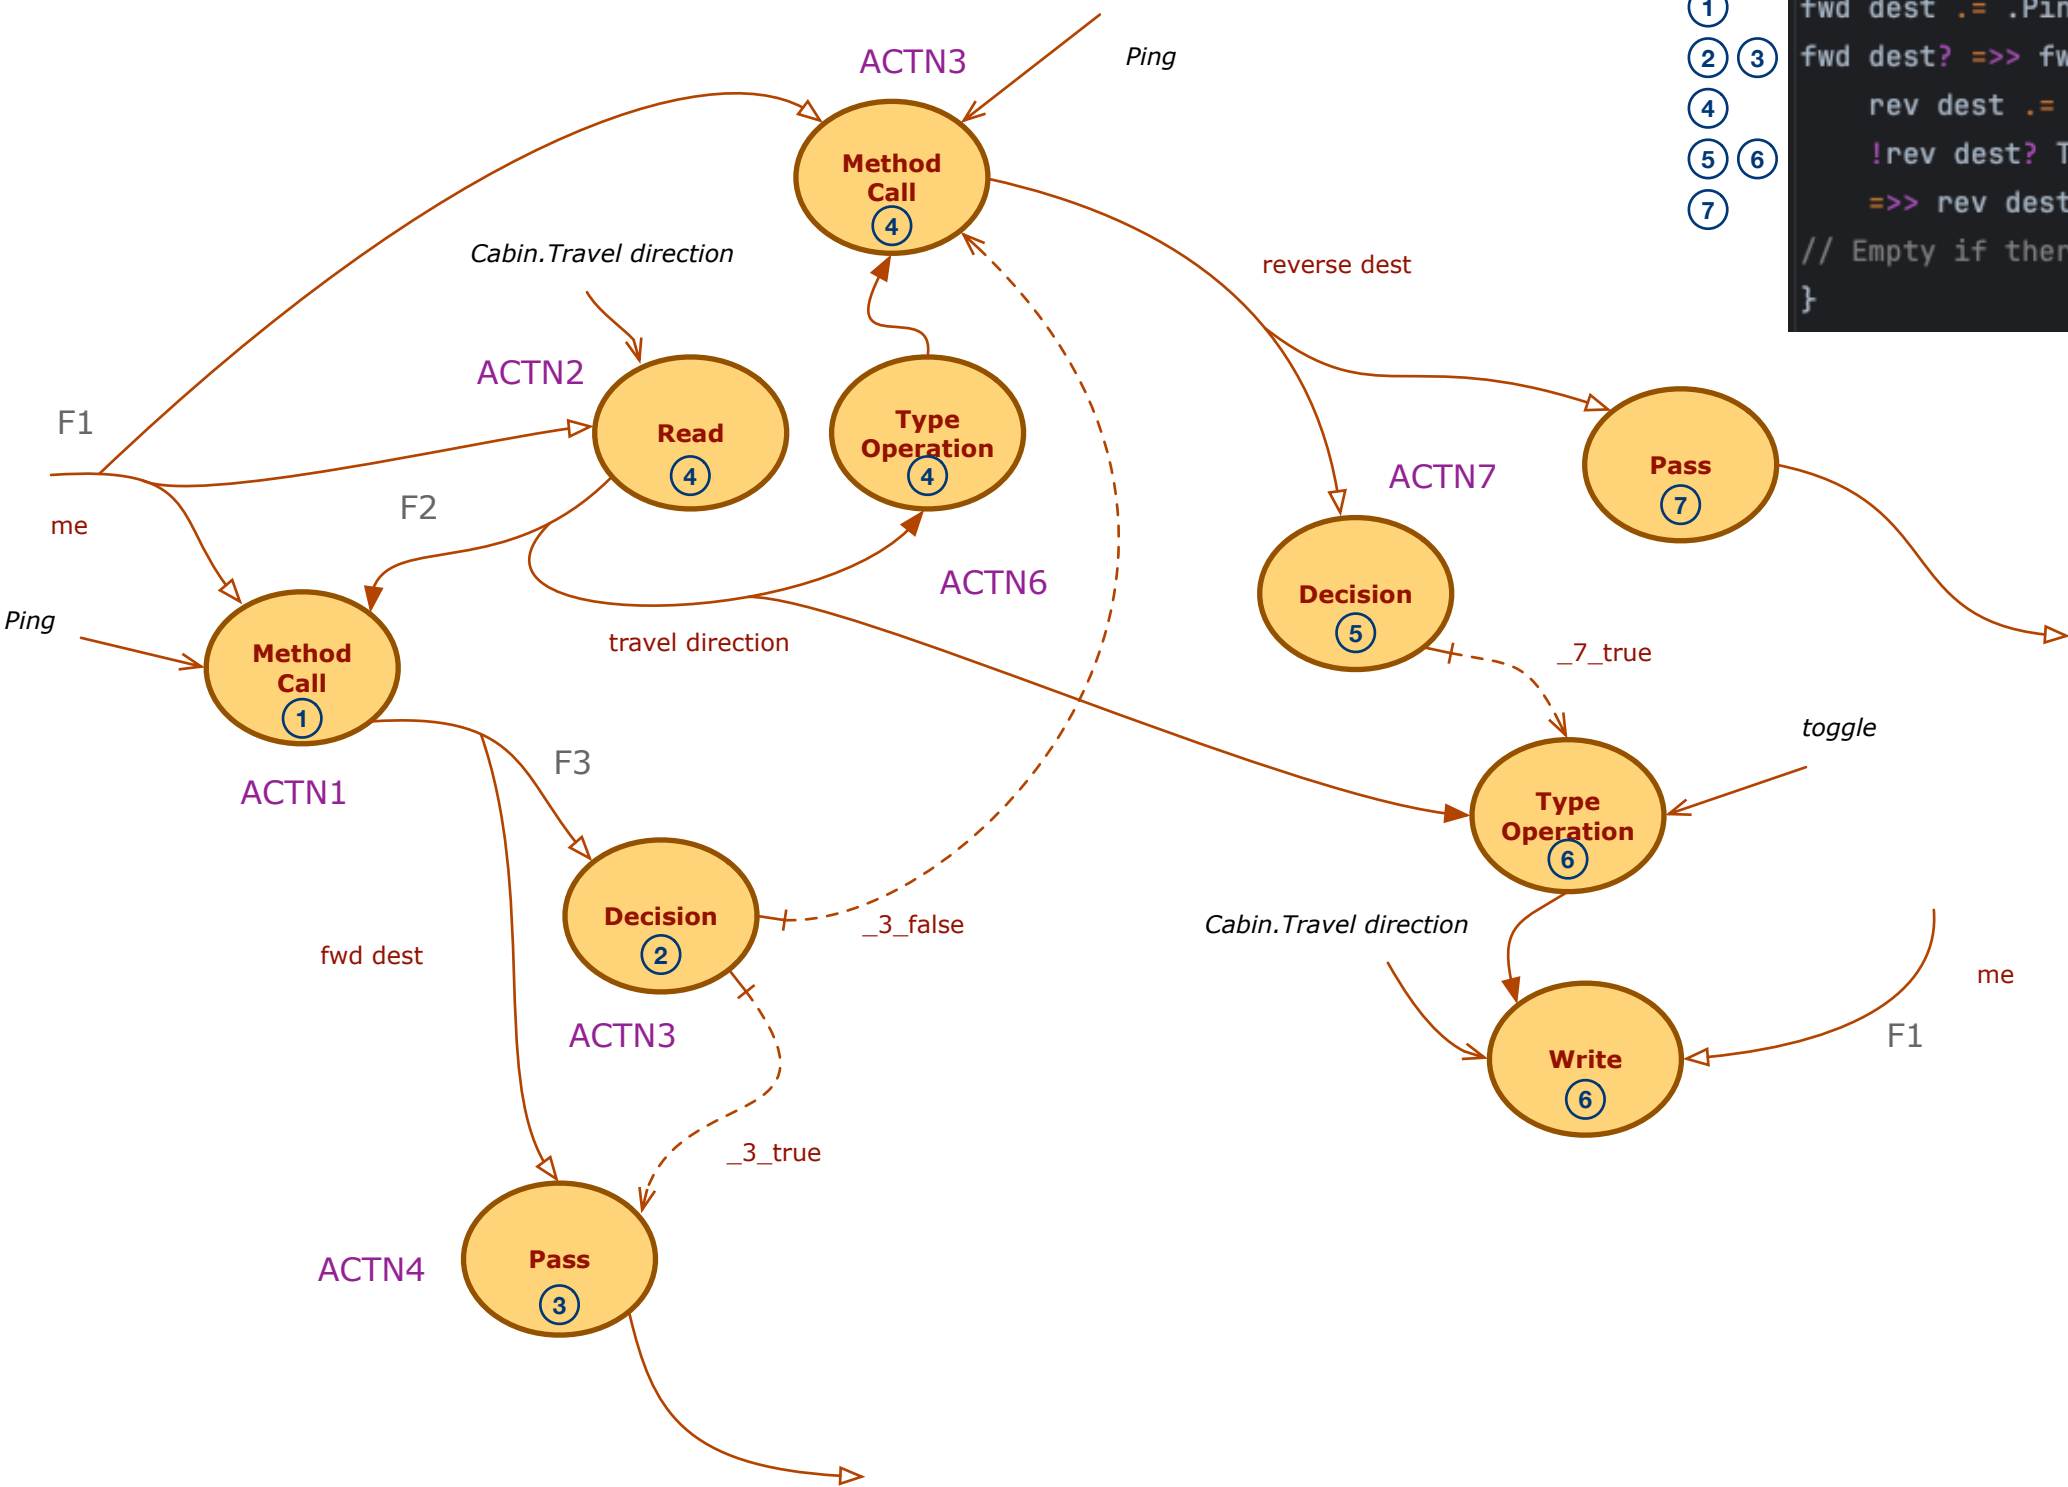 ACTN3
Ping
Method
Call
4
Cabin.Travel direction
ACTN2
Read
4
Type
Operation
4
reverse dest
F1
me
F2
ACTN7
Pass
7
Decision
5
ACTN6
travel direction
_7_true
Ping
Method
Call
1
ACTN1
F3
toggle
Type
Operation
6
Decision
2
_3_false
fwd dest
ACTN3
Cabin.Travel direction
me
F1
Write
6
_3_true
ACTN4
Pass
3
1
2 3
4
5 6
7
fwd dest .= .Pin
fwd dest? =>> fw
rev dest .=
!rev dest? T
=>> rev dest
// Empty if ther
}